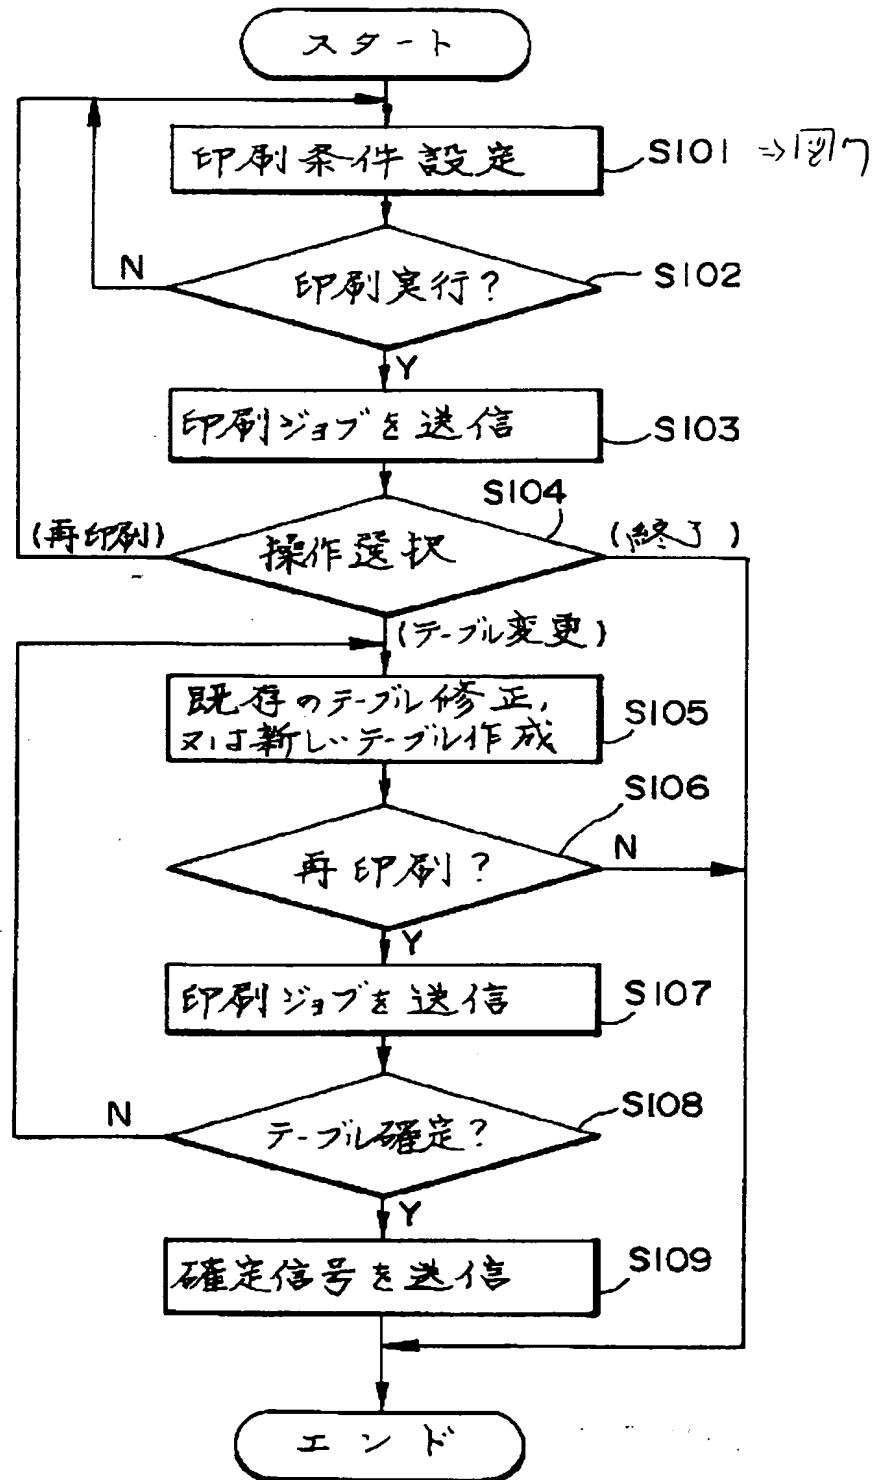 スタート
印刷条件設定
S101 ⇒図7
印刷実行?
S102
N
Y
印刷ジョブを送信
S103
S104
(再印刷)
操作選択
(終了)
(テーブル変更)
既存のテーブル修正,
又は新しいテーブル作成
S105
S106
再印刷?
N
Y
印刷ジョブを送信
S107
N
テーブル確定?
S108
Y
確定信号を送信
S109
エンド